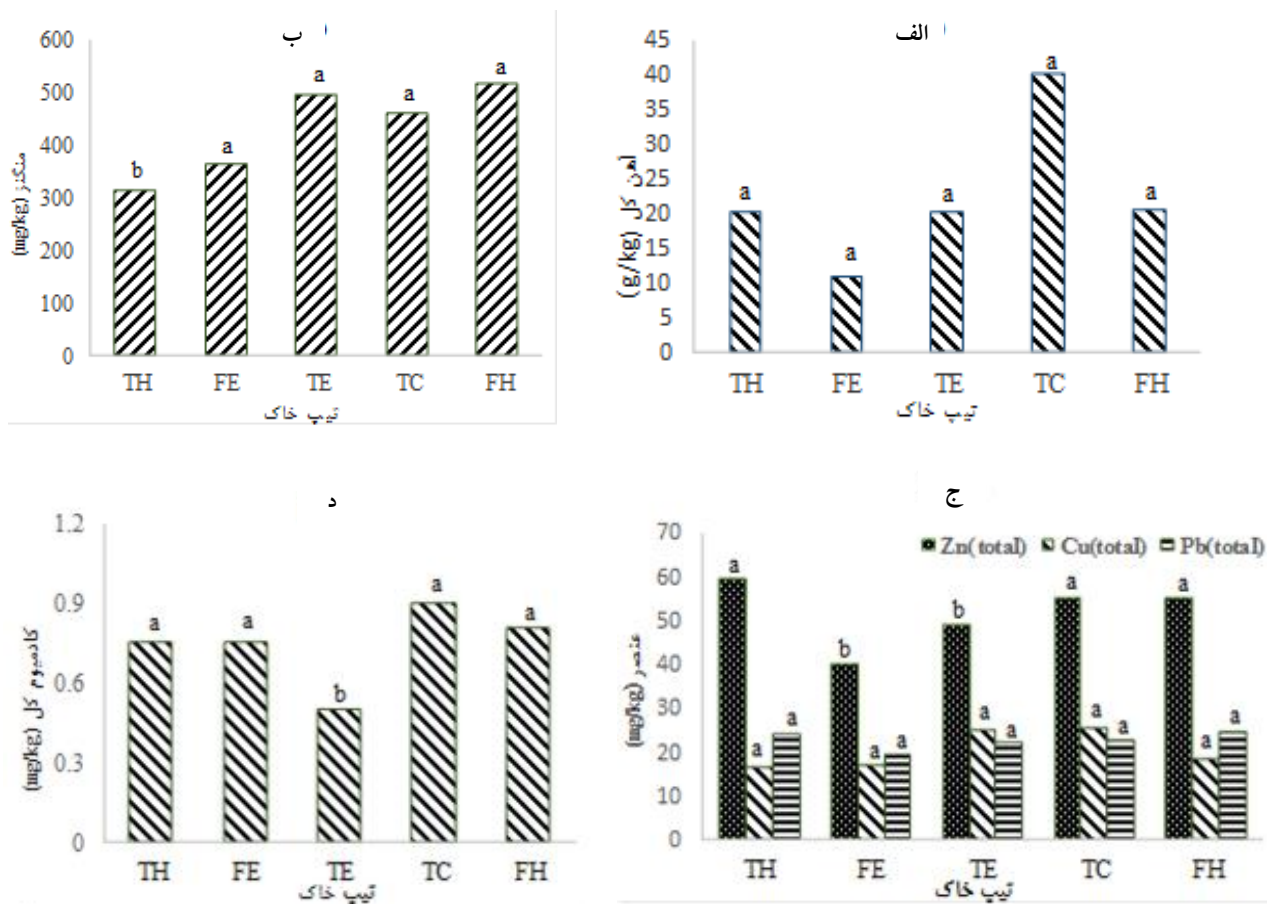 الف
45
40
35
30
25
20
15
10
5
0
آهن کل (g/kg)
a a a a a
TH FE TE TC FH
تیپ خاک
ب
600
500
400
300
200
100
0
منگنز (mg/kg)
b a a a a
TH FE TE TC FH
تیپ خاک
ج
70
60
50
40
30
20
10
0
عنصر (mg/kg)
Zn(total) Cu(total) Pb(total)
a a a b a a b a a a a a a a a
TH FE TE TC FH
تیپ خاک
د
1.2
0.9
0.6
0.3
0
کادمیوم کل (mg/kg)
a a b a a
TH FE TE TC FH
تیپ خاک